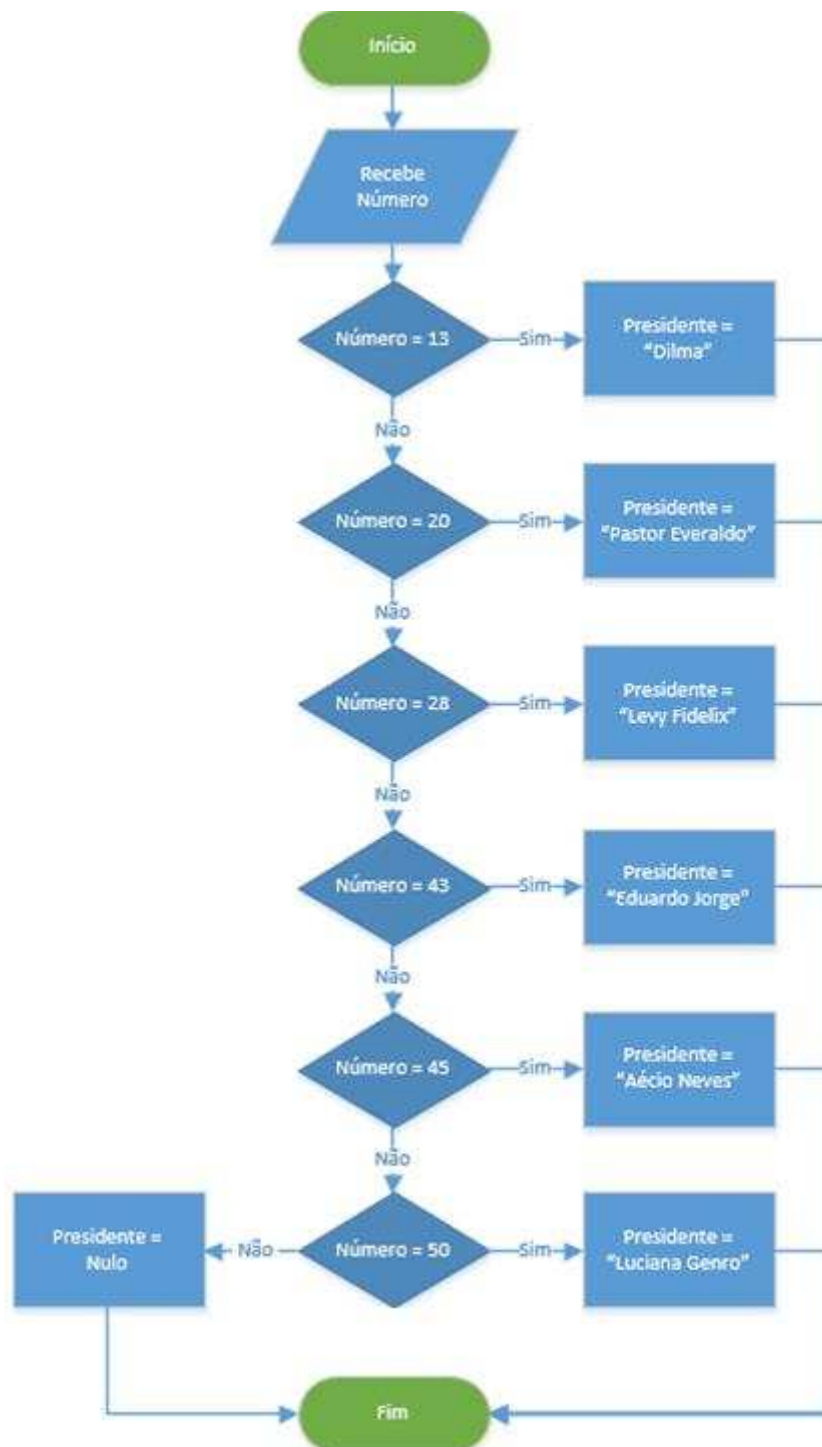 Início
Recebe
Número
Número = 13
Sim
Presidente =
“Dilma”
Não
Número = 20
Sim
Presidente =
“Pastor Everaldo”
Não
Número = 28
Sim
Presidente =
“Levy Fidelix”
Não
Número = 43
Sim
Presidente =
“Eduardo Jorge”
Não
Número = 45
Sim
Presidente =
“Aécio Neves”
Não
Presidente =
Nulo
Não
Número = 50
Sim
Presidente =
“Luciana Genro”
Fim